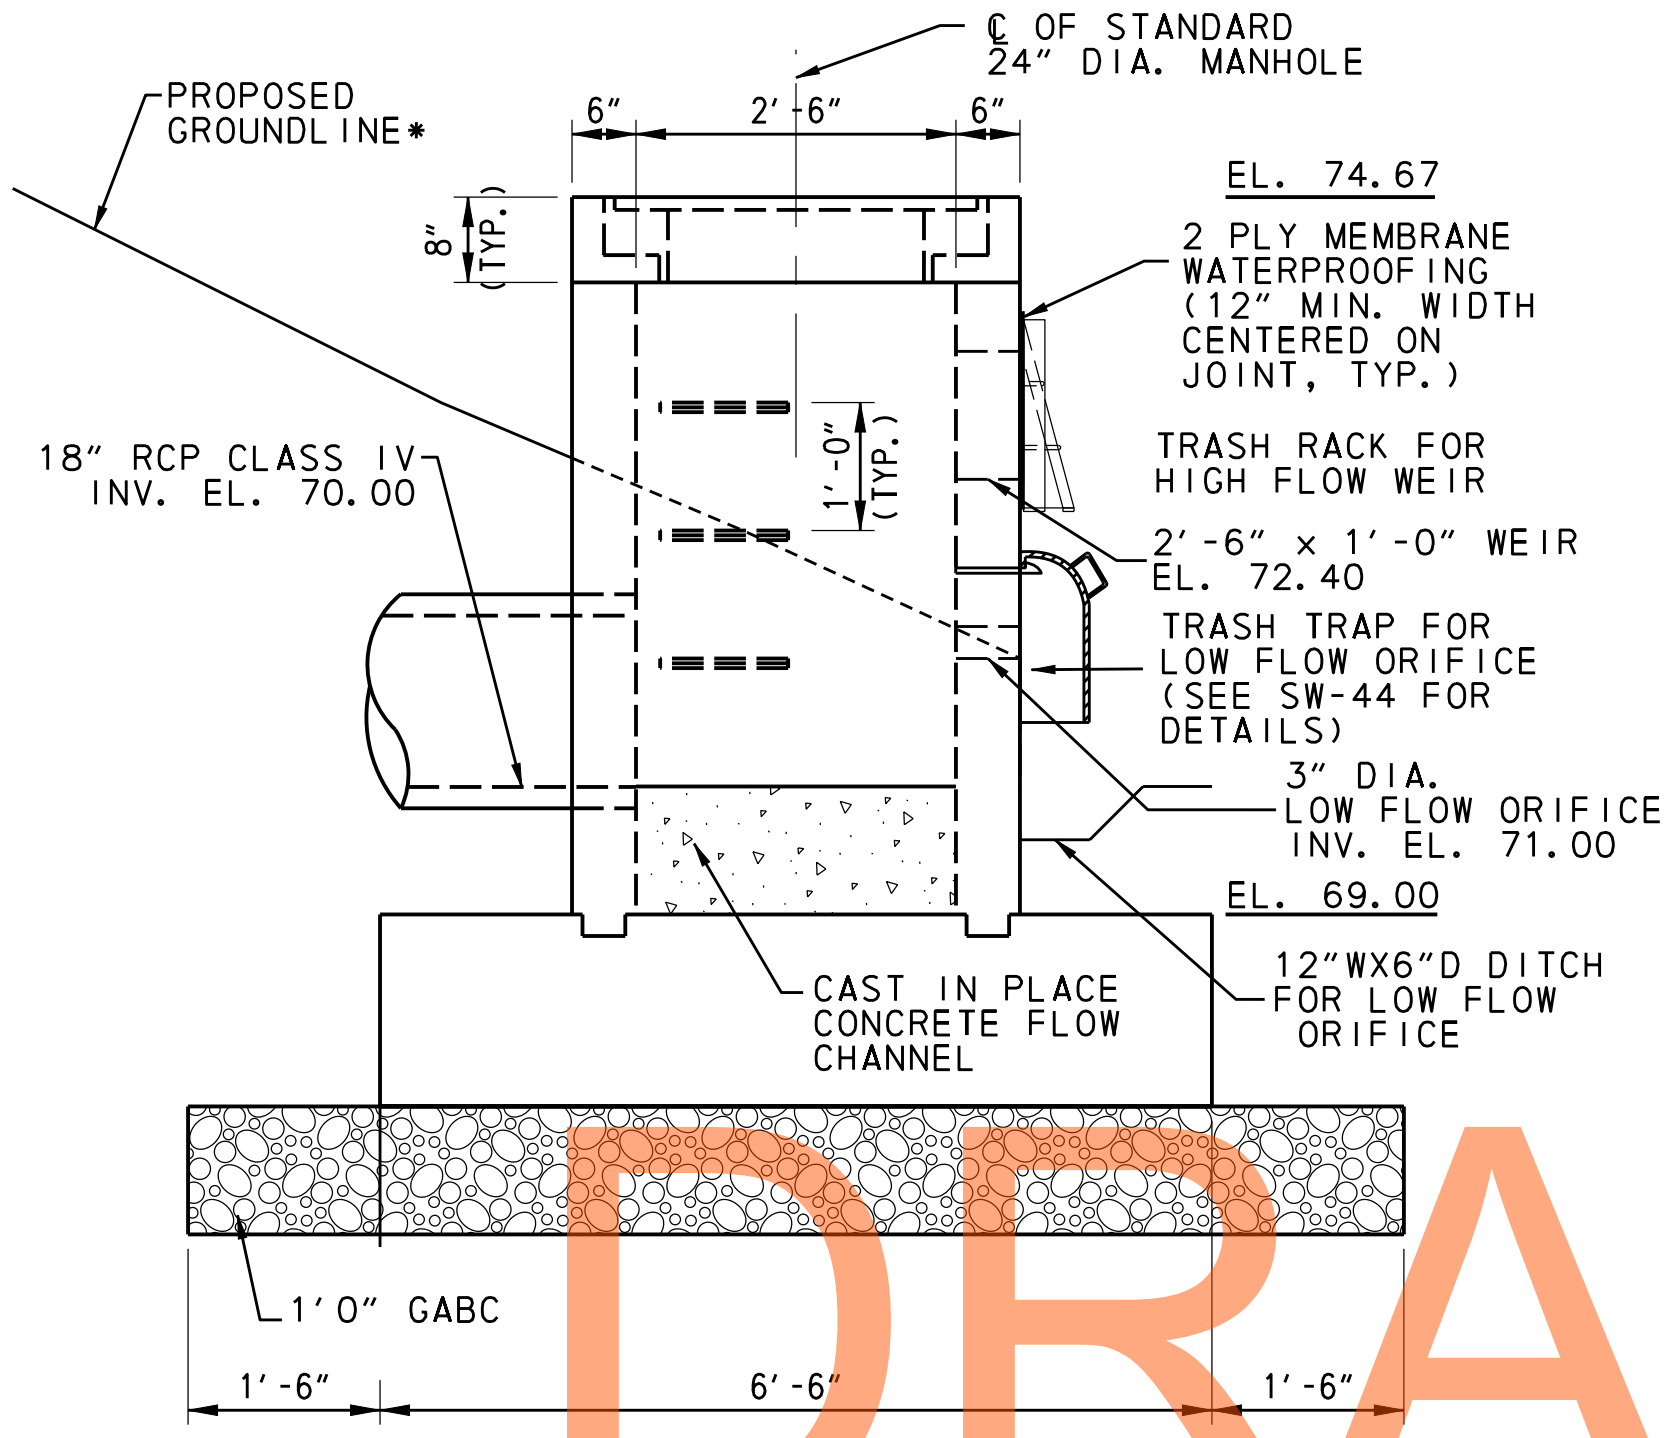 ℄ OF STANDARD
24" DIA. MANHOLE
PROPOSED
GROUNDLINE*
6"
2'-6"
6"
EL. 74.67
8"
(TYP.)
2 PLY MEMBRANE
WATERPROOFING
(12" MIN. WIDTH
CENTERED ON
JOINT, TYP.)
1'-0"
(TYP.)
18" RCP CLASS IV
INV. EL. 70.00
TRASH RACK FOR
HIGH FLOW WEIR
2'-6" x 1'-0" WEIR
EL. 72.40
TRASH TRAP FOR
LOW FLOW ORIFICE
(SEE SW-44 FOR
DETAILS)
3" DIA.
LOW FLOW ORIFICE
INV. EL. 71.00
EL. 69.00
12"WX6"D DITCH
FOR LOW FLOW
ORIFICE
CAST IN PLACE
CONCRETE FLOW
CHANNEL
1'0" GABC
1'-6"
6'-6"
1'-6"
DRA